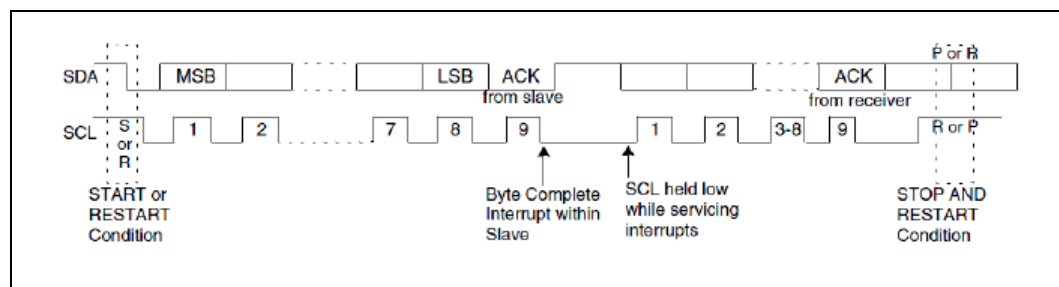 P or R
SDA MSB LSB ACK ACK
from slave from receiver
SCL S or R 1 2 7 8 9 1 2 3-8 9 R or P
START or
RESTART
Condition
Byte Complete
Interrupt within
Slave
SCL held low
while servicing
interrupts
STOP AND
RESTART
Condition